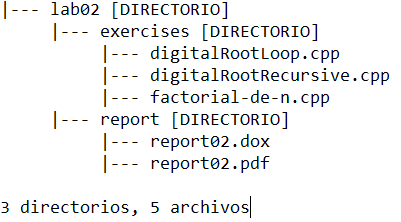 |--- lab02 [DIRECTORIO]
|--- exercises [DIRECTORIO]
|--- digitalRootLoop.cpp
|--- digitalRootRecursive.cpp
|--- factorial-de-n.cpp
|--- report [DIRECTORIO]
|--- report02.dox
|--- report02.pdf
3 directorios, 5 archivos